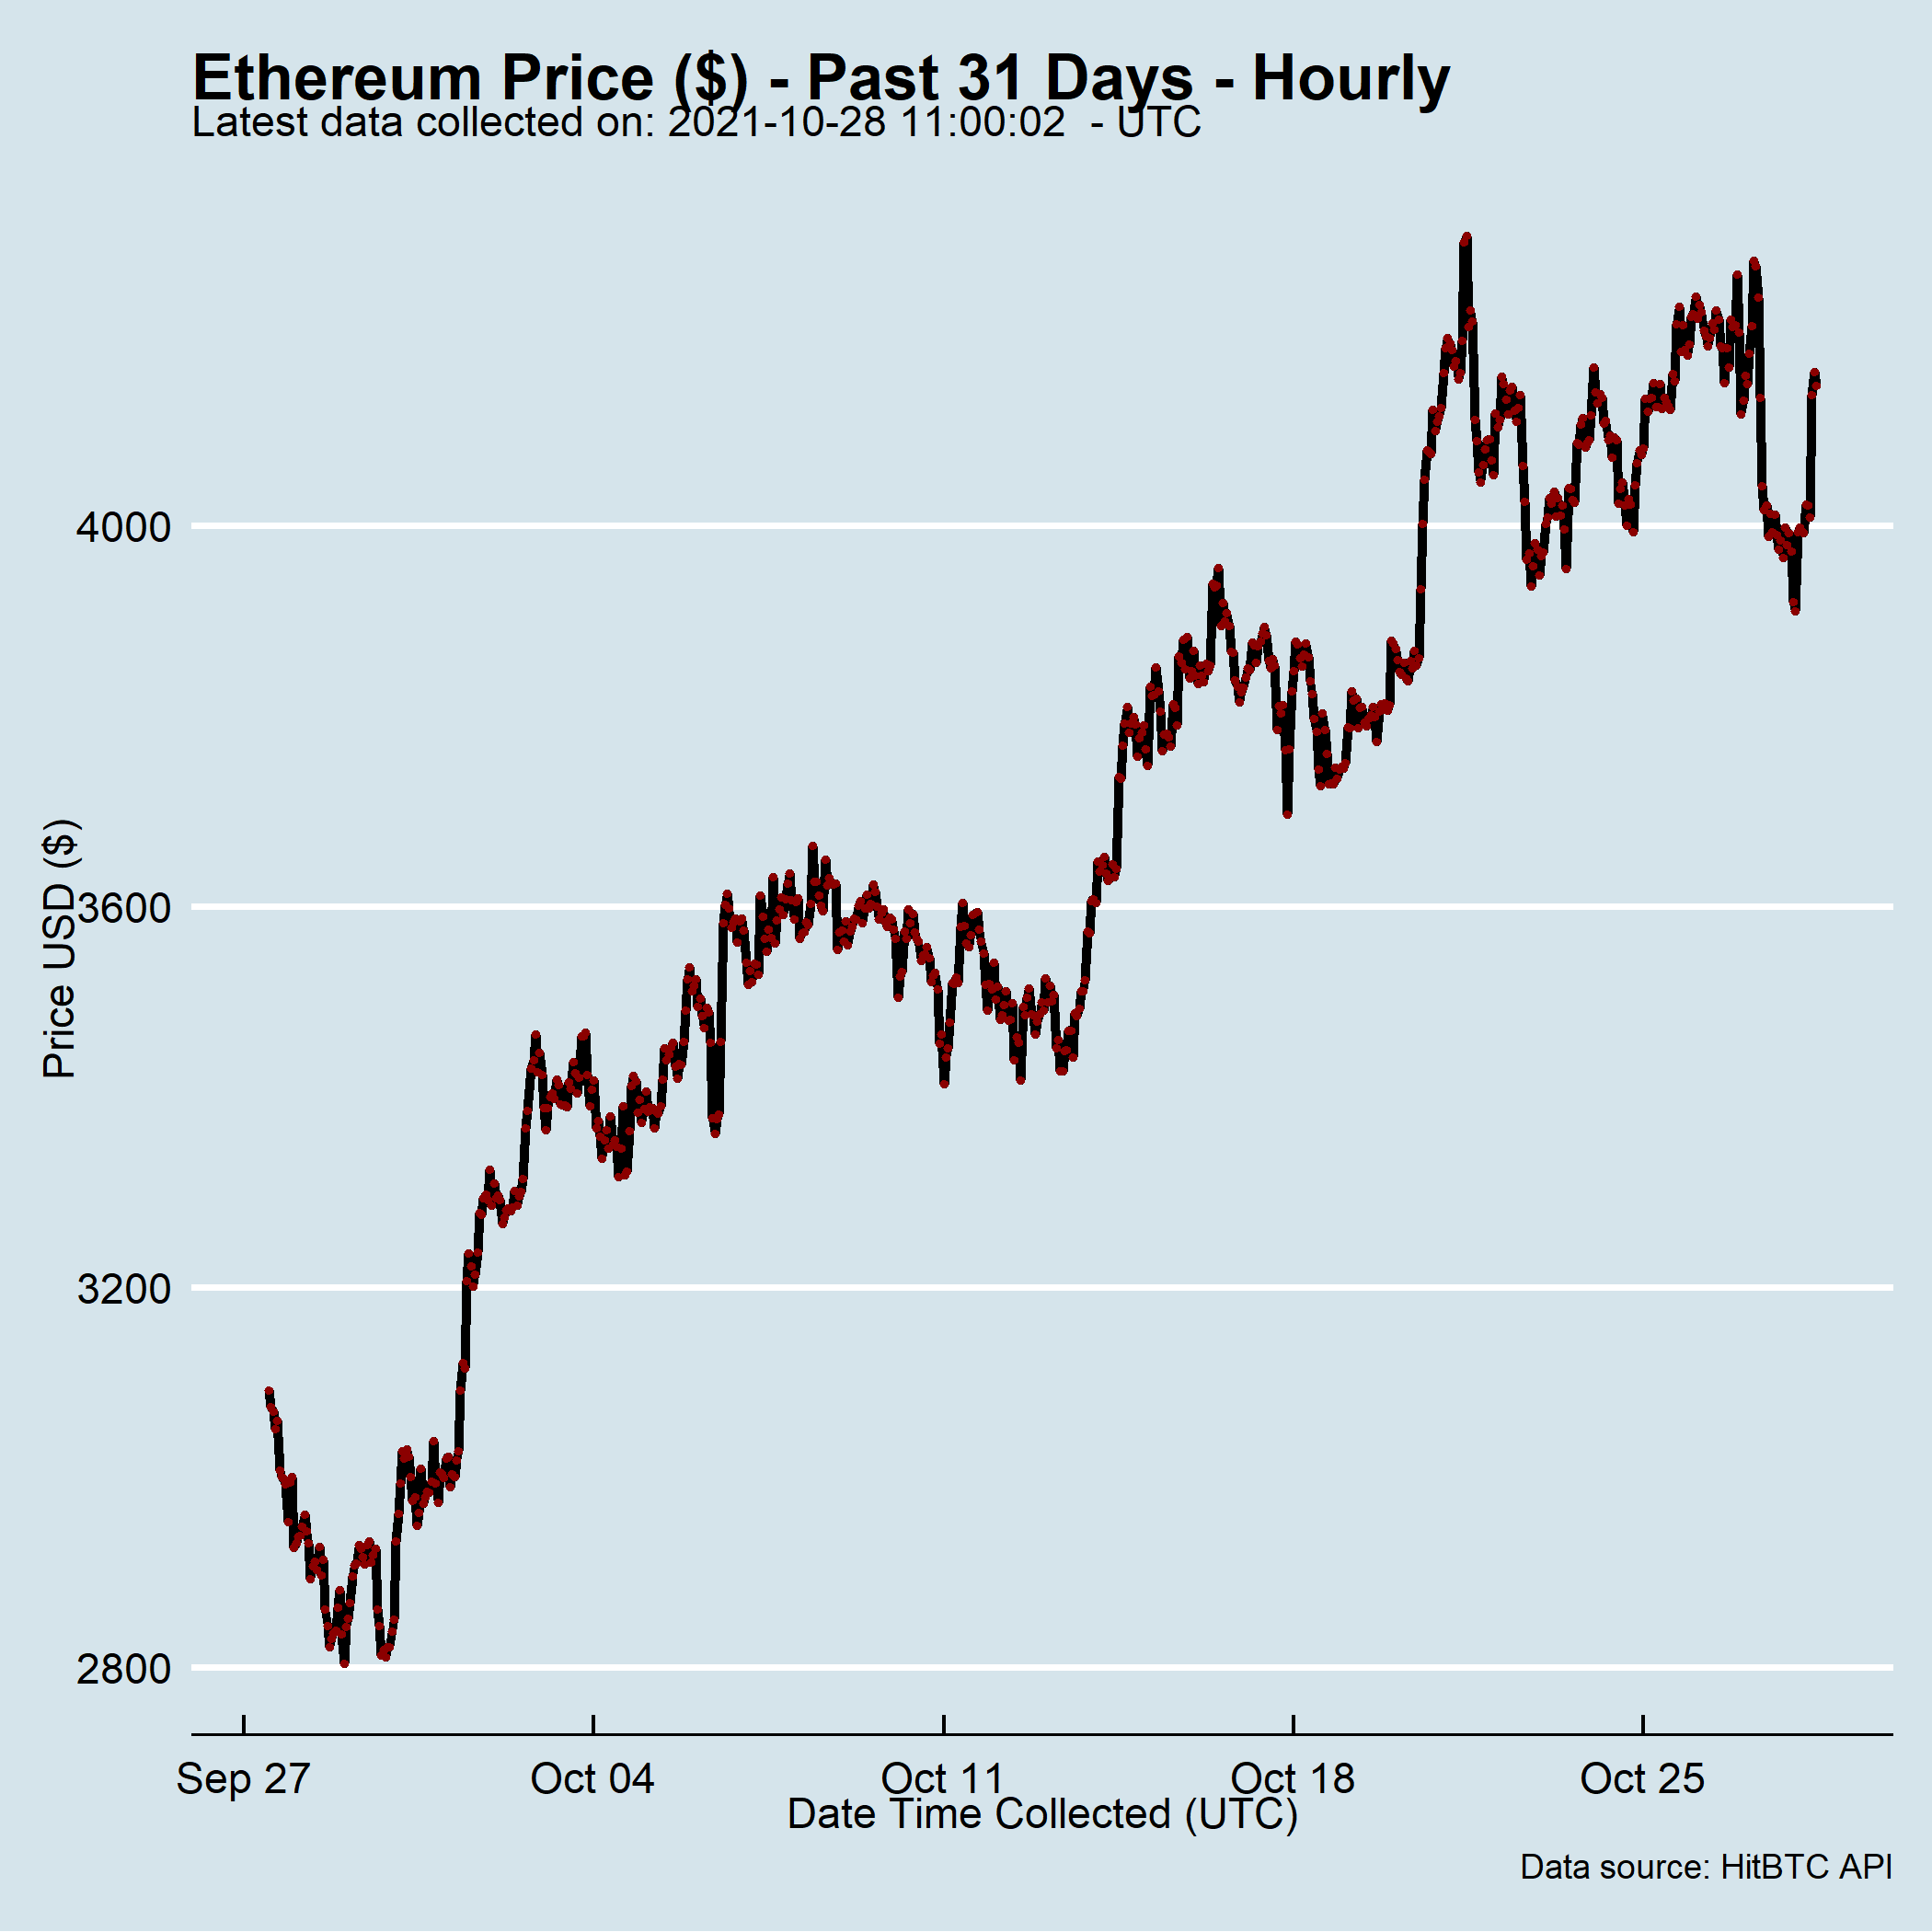 Ethereum Price ($) - Past 31 Days - Hourly
Latest data collected on: 2021-10-28 11:00:02  - UTC
Price USD ($)
4000
3600
3200
2800
Sep 27 Oct 04 Oct 11 Oct 18 Oct 25
Date Time Collected (UTC)
Data source: HitBTC API